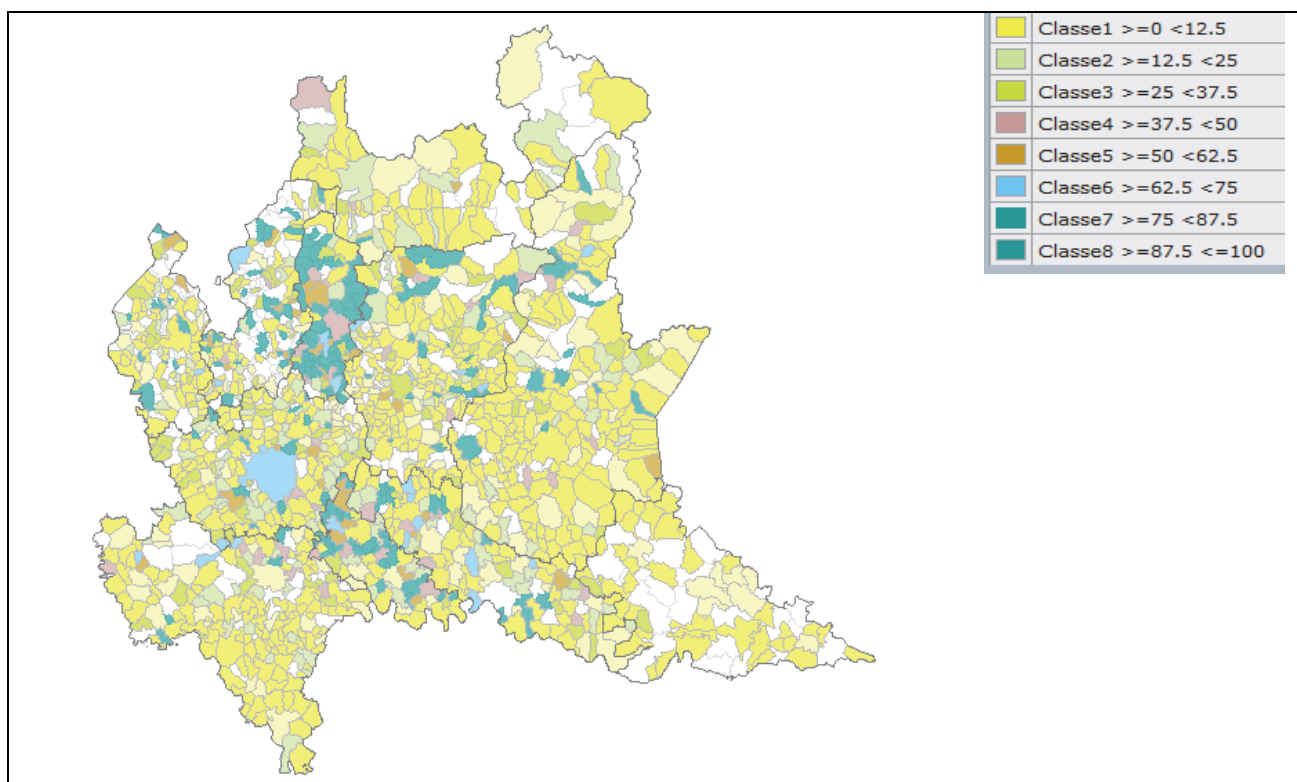 Classe1 >=0 <12.5
Classe2 >=12.5 <25
Classe3 >=25 <37.5
Classe4 >=37.5 <50
Classe5 >=50 <62.5
Classe6 >=62.5 <75
Classe7 >=75 <87.5
Classe8 >=87.5 <=100